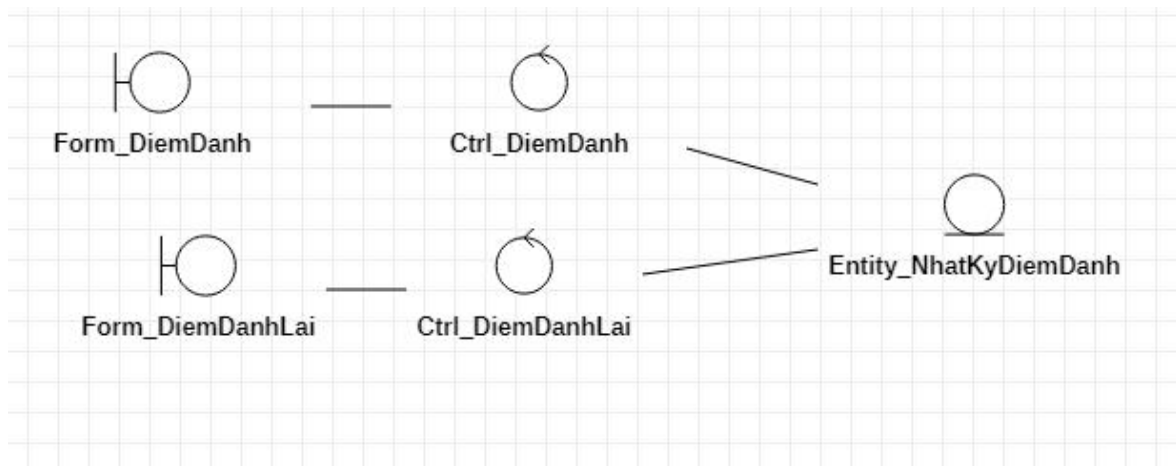 Form_DiemDanh
Ctrl_DiemDanh
Entity_NhatKyDiemDanh
Form_DiemDanhLai
Ctrl_DiemDanhLai